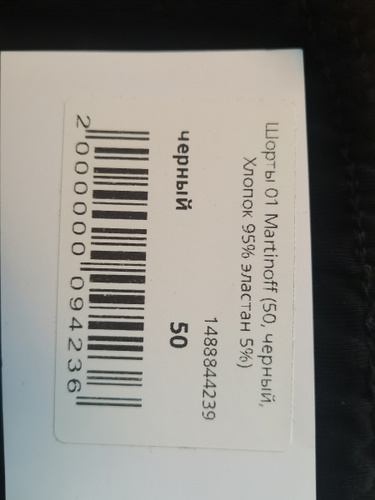 Шорты 01 Martinoff (50, черный,
Хлопок 95% эластан 5%)
1488844239
черный 50
2 000000 094236